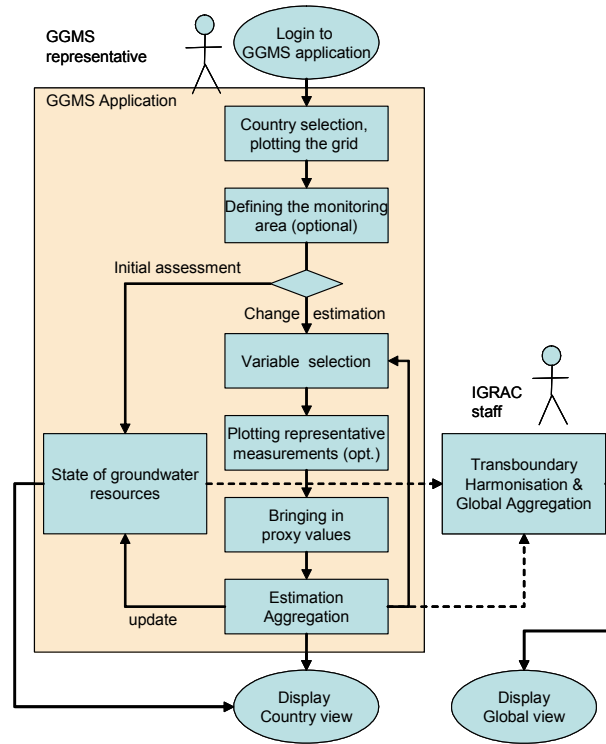 GGMS
representative
Login to
GGMS application
GGMS Application
Country selection,
plotting the grid
Defining the monitoring
area (optional)
Initial assessment
Change estimation
Variable selection
Plotting representative
measurements (opt.)
IGRAC
staff
State of groundwater
resources
Transboundary
Harmonisation &
Global Aggregation
Bringing in
proxy values
Estimation
Aggregation
update
Display
Country view
Display
Global view